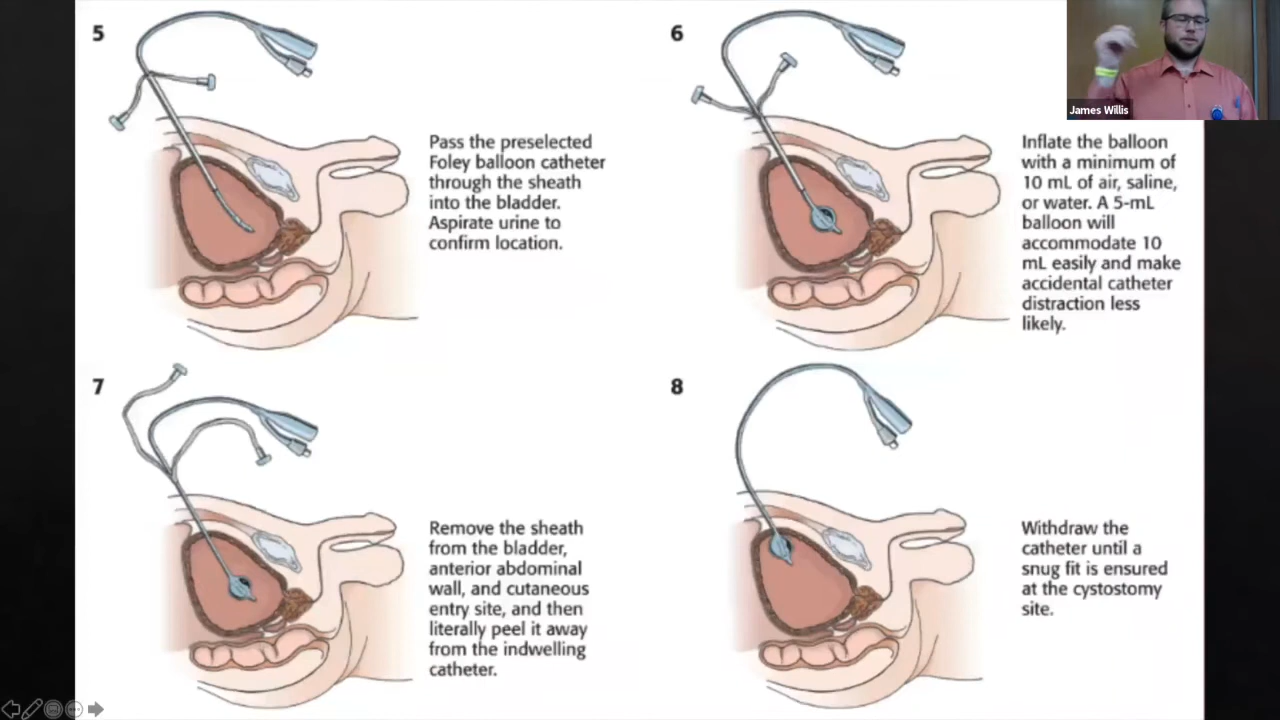 5
Pass the preselected
Foley balloon catheter
through the sheath
into the bladder.
Aspirate urine to
confirm location.
6
Inflate the balloon
with a minimum of
10 mL of air, saline,
or water. A 5-mL
balloon will
accommodate 10
mL easily and make
accidental catheter
distraction less
likely.
James Willis
7
Remove the sheath
from the bladder,
anterior abdominal
wall, and cutaneous
entry site, and then
literally peel it away
from the indwelling
catheter.
8
Withdraw the
catheter until a
snug fit is ensured
at the cystostomy
site.